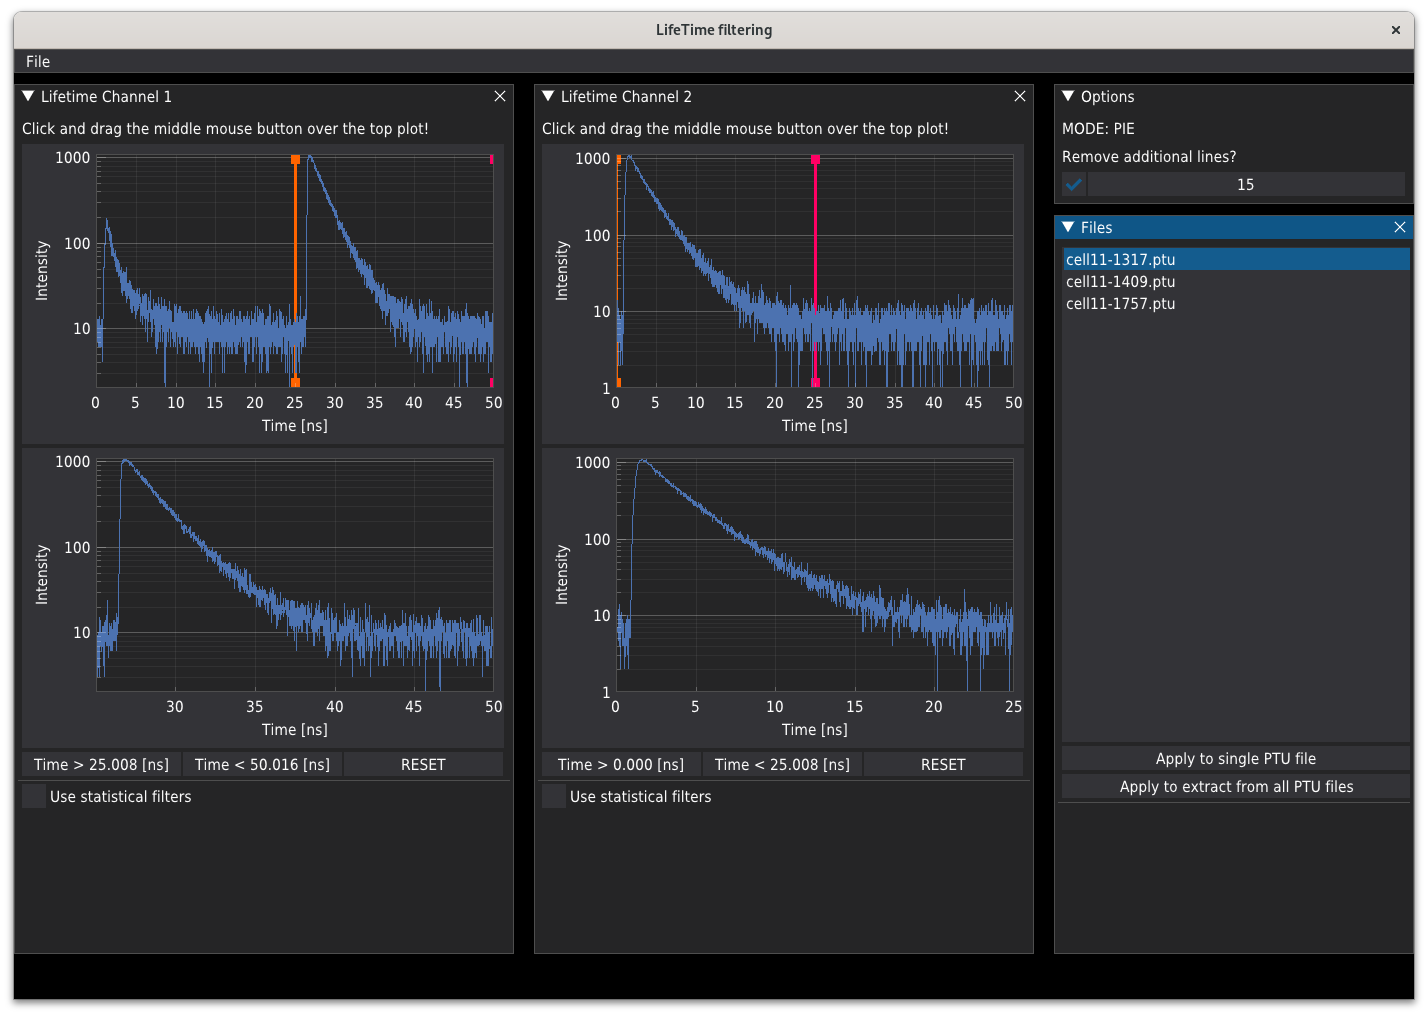 LifeTime filtering
File
Lifetime Channel 1
Click and drag the middle mouse button over the top plot!
1000
100
10
Intensity
0 5 10 15 20 25 30 35 40 45 50
Time [ns]
1000
100
10
Intensity
30 35 40 45 50
Time [ns]
Time > 25.008 [ns] Time < 50.016 [ns] RESET
Use statistical filters
Lifetime Channel 2
Click and drag the middle mouse button over the top plot!
1000
100
10
1
Intensity
0 5 10 15 20 25 30 35 40 45 50
Time [ns]
1000
100
10
1
Intensity
0 5 10 15 20 25
Time [ns]
Time > 0.000 [ns] Time < 25.008 [ns] RESET
Use statistical filters
Options
MODE: PIE
Remove additional lines?
15
Files
cell11-1317.ptu
cell11-1409.ptu
cell11-1757.ptu
Apply to single PTU file
Apply to extract from all PTU files